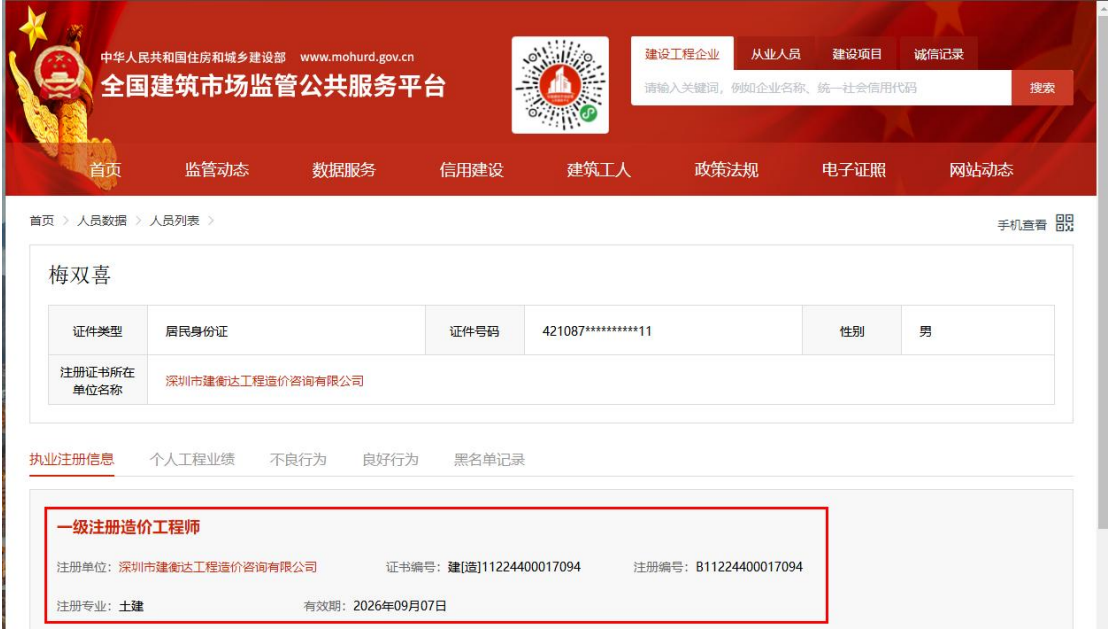 中华人民共和国住房和城乡建设部 www.mohurd.gov.cn
全国建筑市场监管公共服务平台
建设工程企业 从业人员 建设项目 诚信记录
请输入关键词，例如企业名称、统一社会信用代码 搜索
首页 监管动态 数据服务 信用建设 建筑工人 政策法规 电子证照 网站动态
首页 > 人员数据 > 人员列表 >
手机查看
梅双喜
证件类型 居民身份证 证件号码 421087**********11 性别 男
注册证书所在
单位名称
深圳市建衡达工程造价咨询有限公司
执业注册信息 个人工程业绩 不良行为 良好行为 黑名单记录
一级注册造价工程师
注册单位：深圳市建衡达工程造价咨询有限公司 证书编号：建[造]11224400017094 注册编号：B11224400017094
注册专业：土建 有效期：2026年09月07日